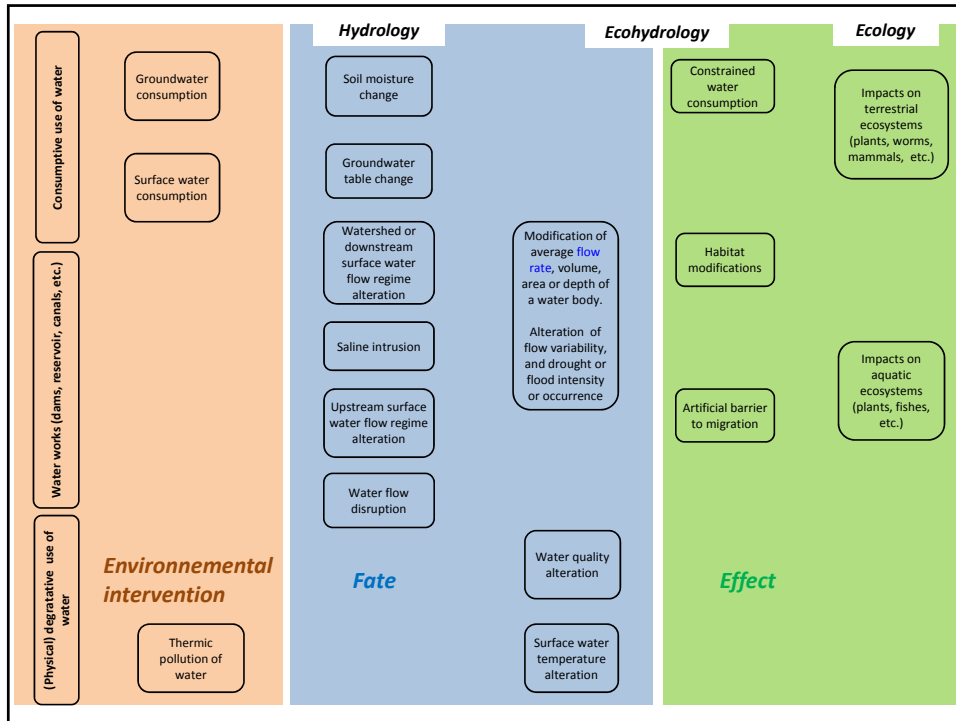 Hydrology
Ecohydrology
Ecology
Consumptive use of water
Groundwater
consumption
Surface water
consumption
Water works (dams, reservoir, canals, etc.)
(Physical) degratative use of
water
Environnemental
intervention
Thermic
pollution of
water
Soil moisture
change
Groundwater
table change
Watershed or
downstream
surface water
flow regime
alteration
Saline intrusion
Upstream surface
water flow regime
alteration
Water flow
disruption
Fate
Modification of
average flow
rate, volume,
area or depth of
a water body.
Alteration of
flow variability,
and drought or
flood intensity
or occurrence
Water quality
alteration
Surface water
temperature
alteration
Constrained
water
consumption
Habitat
modifications
Artificial barrier
to migration
Effect
Impacts on
terrestrial
ecosystems
(plants, worms,
mammals, etc.)
Impacts on
aquatic
ecosystems
(plants, fishes,
etc.)